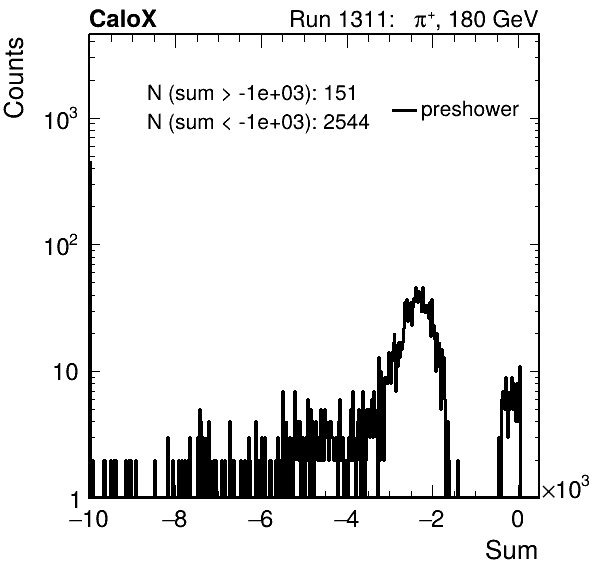 CaloX Run 1311: π⁺, 180 GeV
Counts
N (sum > -1e+03): 151
N (sum < -1e+03): 2544
preshower
10³
10²
10
1
−10 −8 −6 −4 −2 0 ×10³
Sum